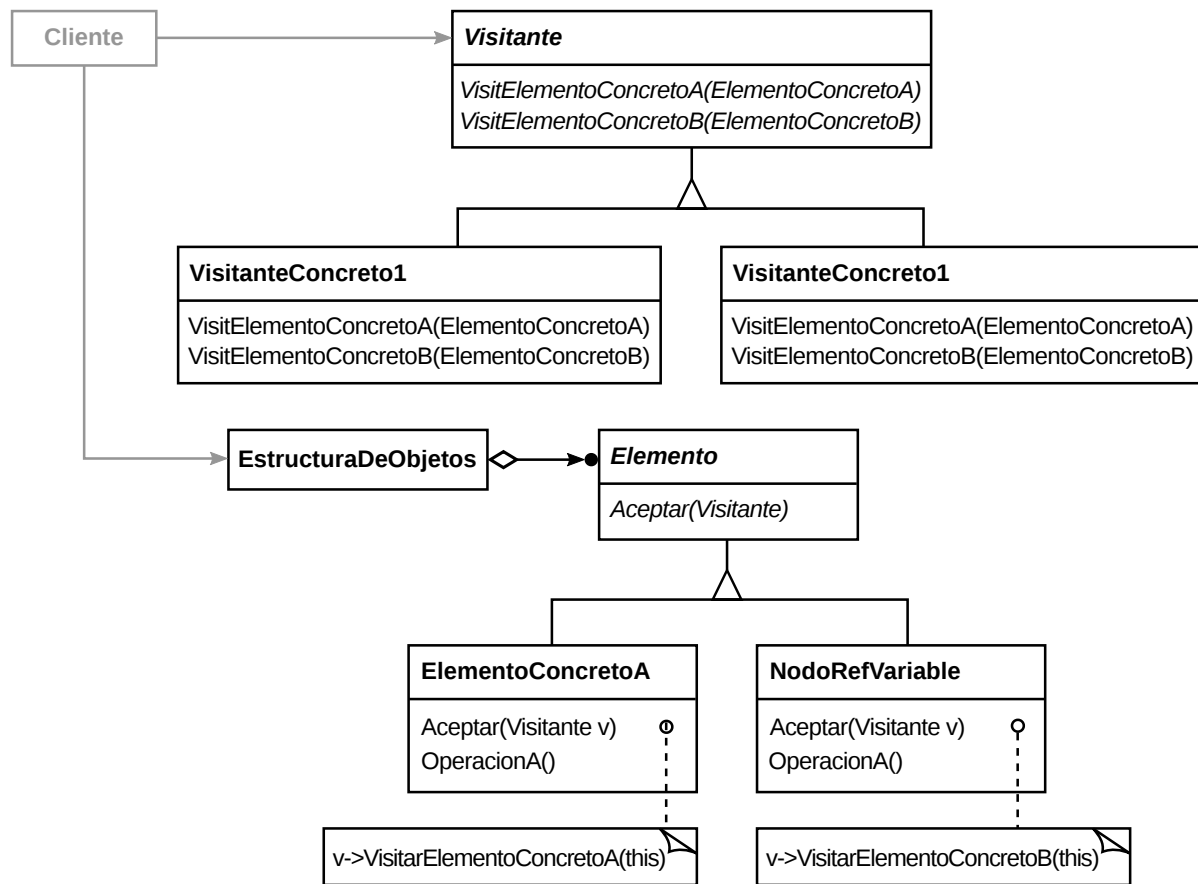 Cliente
Visitante
VisitElementoConcretoA(ElementoConcretoA)
VisitElementoConcretoB(ElementoConcretoB)
VisitanteConcreto1
VisitElementoConcretoA(ElementoConcretoA)
VisitElementoConcretoB(ElementoConcretoB)
VisitanteConcreto1
VisitElementoConcretoA(ElementoConcretoA)
VisitElementoConcretoB(ElementoConcretoB)
EstructuraDeObjetos
Elemento
Aceptar(Visitante)
ElementoConcretoA
Aceptar(Visitante v)
OperacionA()
NodoRefVariable
Aceptar(Visitante v)
OperacionA()
v->VisitarElementoConcretoA(this)
v->VisitarElementoConcretoB(this)